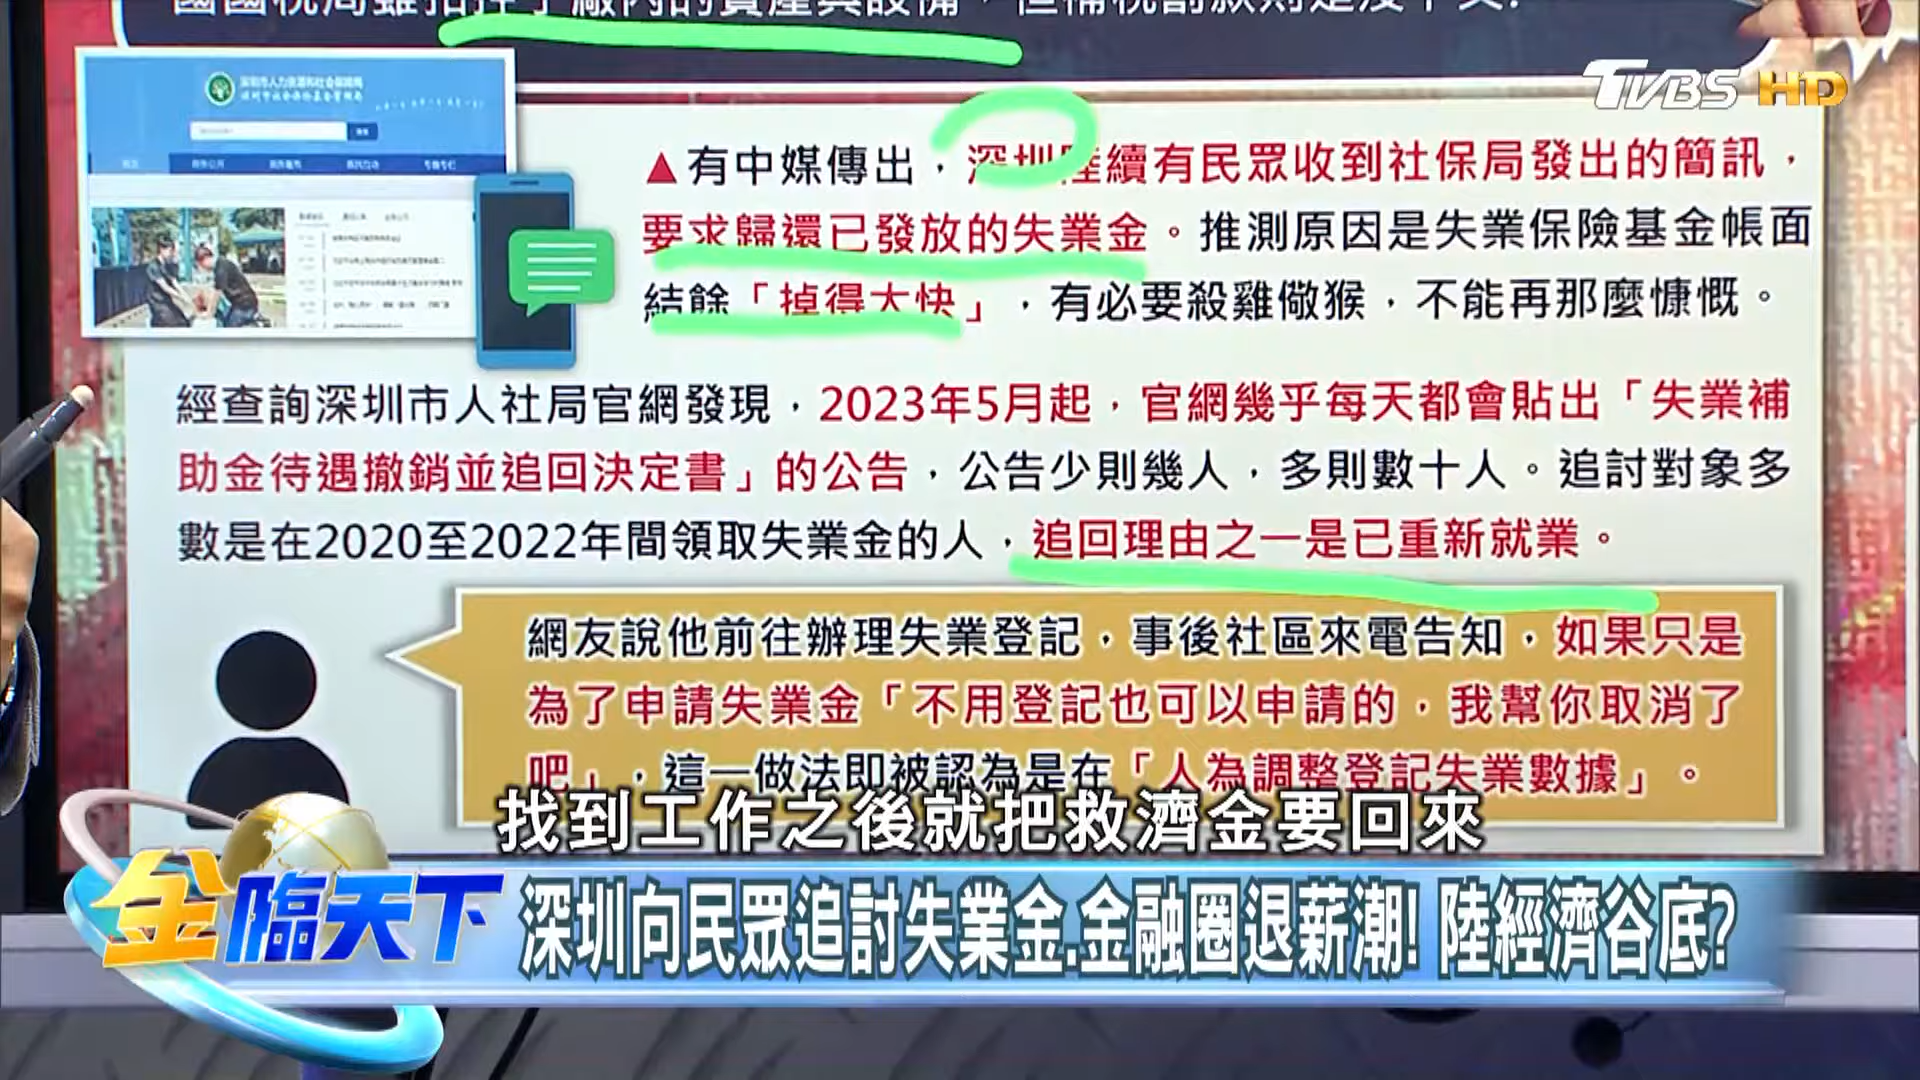 TVBS HD
深圳市人力資源和社會保障局
▲有中媒傳出，深圳陸續有民眾收到社保局發出的簡訊，
要求歸還已發放的失業金。推測原因是失業保險基金帳面
結餘「掉得太快」，有必要殺雞儆猴，不能再那麼慷慨。
經查詢深圳市人社局官網發現，2023年5月起，官網幾乎每天都會貼出「失業補
助金待遇撤銷並追回決定書」的公告，公告少則幾人，多則數十人。追討對象多
數是在2020至2022年間領取失業金的人，追回理由之一是已重新就業。
網友說他前往辦理失業登記，事後社區來電告知，如果只是
為了申請失業金「不用登記也可以申請的，我幫你取消了
吧」，這一做法即被認為是在「人為調整登記失業數據」。
找到工作之後就把救濟金要回來
金臨天下
深圳向民眾追討失業金.金融圈退薪潮! 陸經濟谷底?